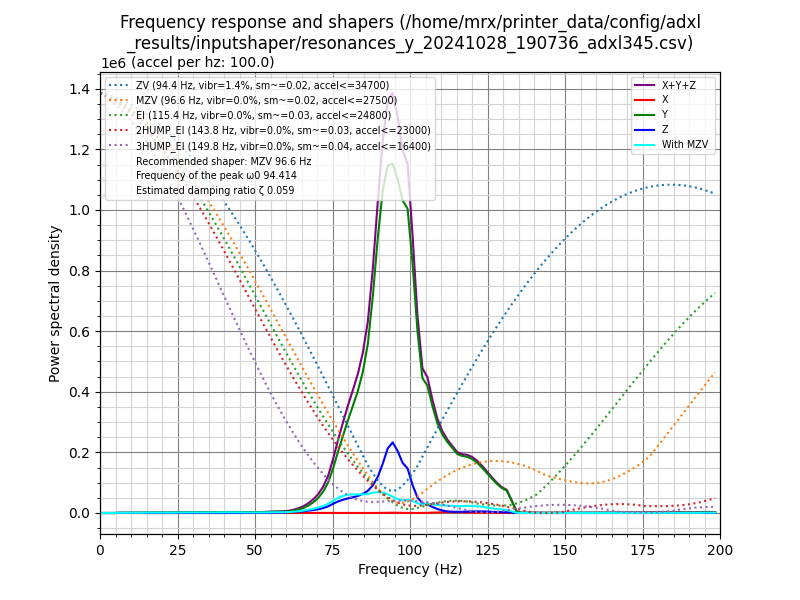 Frequency response and shapers (/home/mrx/printer_data/config/adxl
_results/inputshaper/resonances_y_20241028_190736_adxl345.csv)
1e6 (accel per hz: 100.0)
ZV (94.4 Hz, vibr=1.4%, sm~=0.02, accel<=34700)
MZV (96.6 Hz, vibr=0.0%, sm~=0.02, accel<=27500)
EI (115.4 Hz, vibr=0.0%, sm~=0.03, accel<=24800)
2HUMP_EI (143.8 Hz, vibr=0.0%, sm~=0.03, accel<=23000)
3HUMP_EI (149.8 Hz, vibr=0.0%, sm~=0.04, accel<=16400)
Recommended shaper: MZV 96.6 Hz
Frequency of the peak ω0 94.414
Estimated damping ratio ζ 0.059
X+Y+Z
X
Y
Z
With MZV
1.4
1.2
1.0
0.8
0.6
0.4
0.2
0.0
Power spectral density
0 25 50 75 100 125 150 175 200
Frequency (Hz)